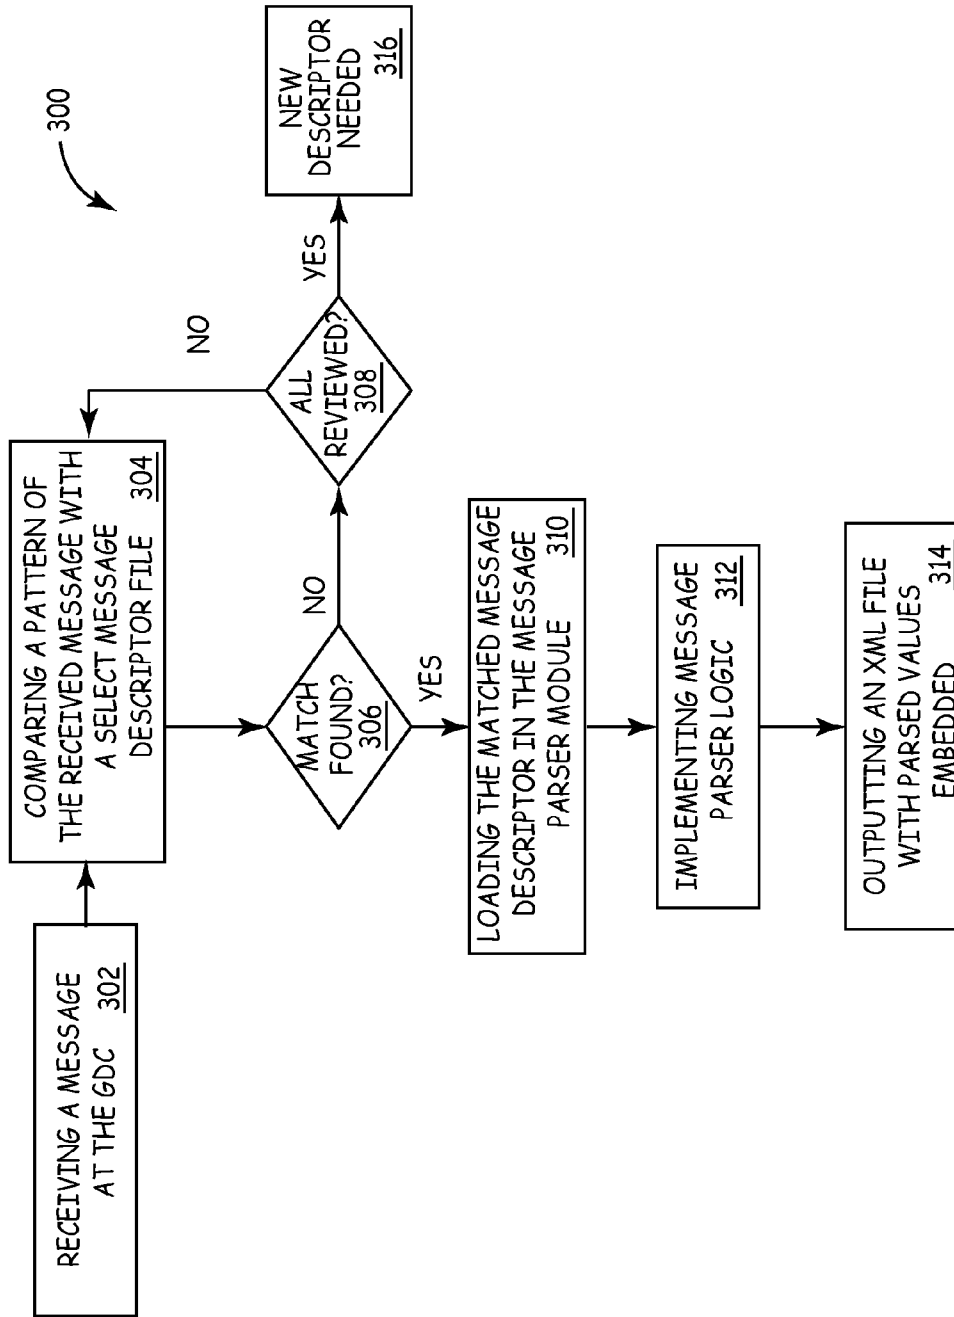 300
RECEIVING A MESSAGE
AT THE GDC 302
COMPARING A PATTERN OF
THE RECEIVED MESSAGE WITH
A SELECT MESSAGE
DESCRIPTOR FILE 304
MATCH
FOUND?
306
NO
YES
ALL
REVIEWED?
308
NO
YES
NEW
DESCRIPTOR
NEEDED
316
LOADING THE MATCHED MESSAGE
DESCRIPTOR IN THE MESSAGE
PARSER MODULE 310
IMPLEMENTING MESSAGE
PARSER LOGIC 312
OUTPUTTING AN XML FILE
WITH PARSED VALUES
EMBEDDED 314